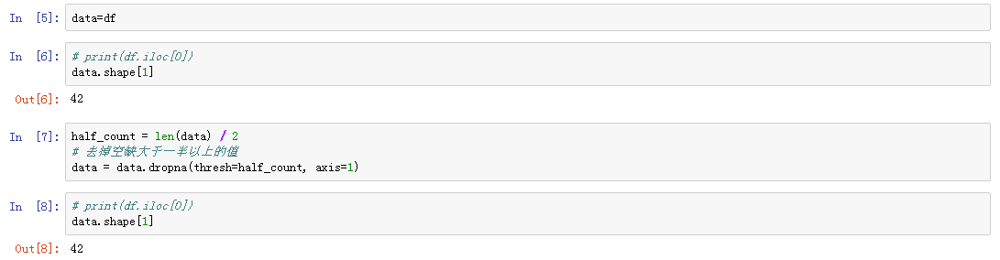 In [5]: data=df
In [6]: # print(df.iloc[0])
data.shape[1]
Out[6]: 42
In [7]: half_count = len(data) / 2
# 去掉空缺大于一半以上的值
data = data.dropna(thresh=half_count, axis=1)
In [8]: # print(df.iloc[0])
data.shape[1]
Out[8]: 42